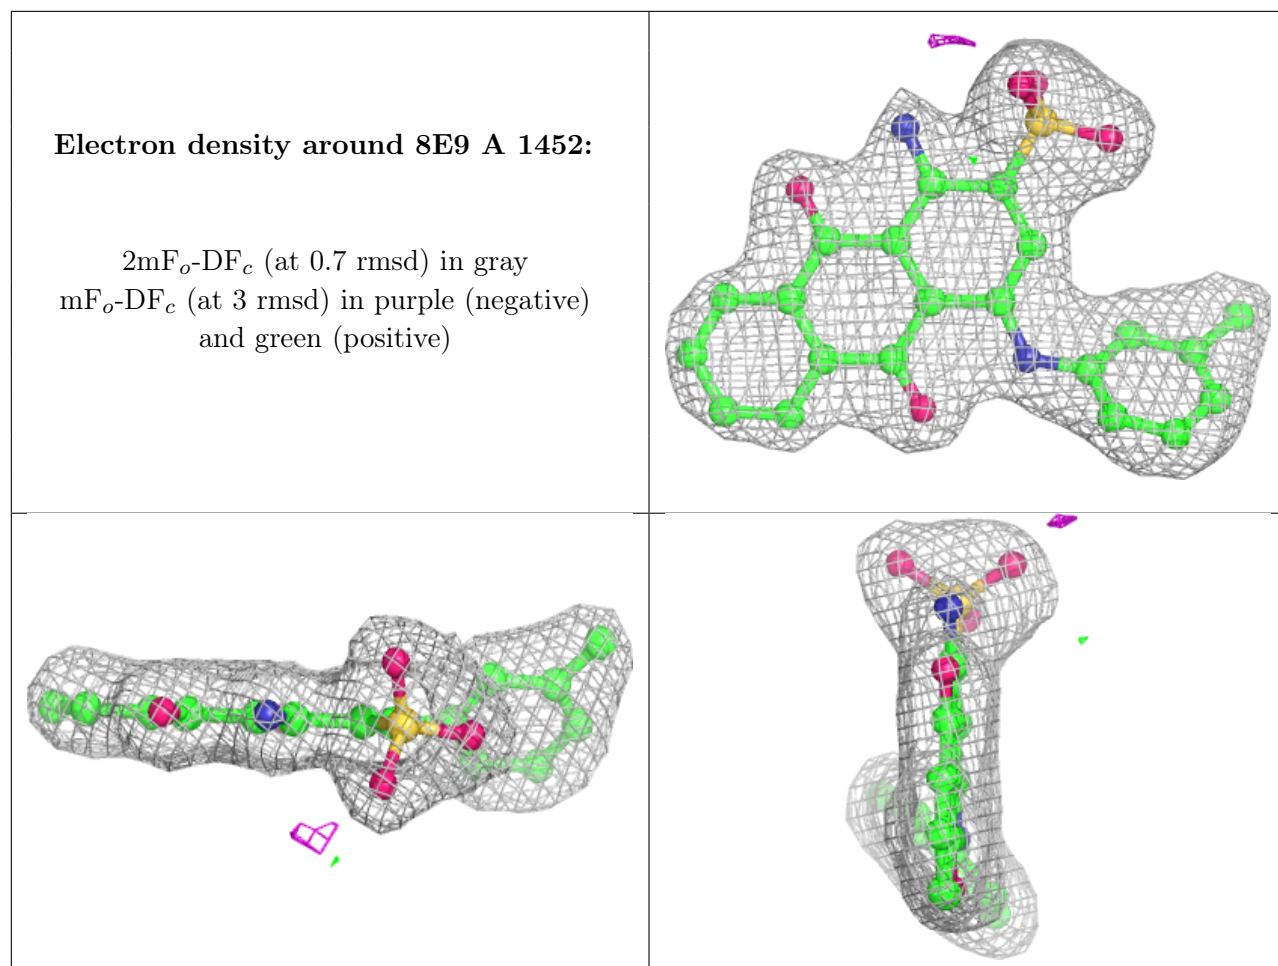 Electron density around 8E9 A 1452:
2mFo-DFc (at 0.7 rmsd) in gray
mFo-DFc (at 3 rmsd) in purple (negative)
and green (positive)